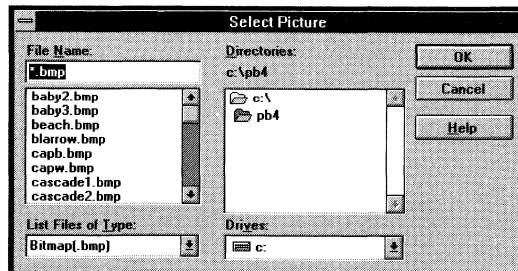 Select Picture
File Name:
*.bmp
baby2.bmp
baby3.bmp
beach.bmp
blarrow.bmp
capb.bmp
capw.bmp
cascade1.bmp
cascade2.bmp
List Files of Type:
Bitmap(.bmp)
Directories:
c:\pb4
c:\
pb4
Drives:
c:
OK
Cancel
Help